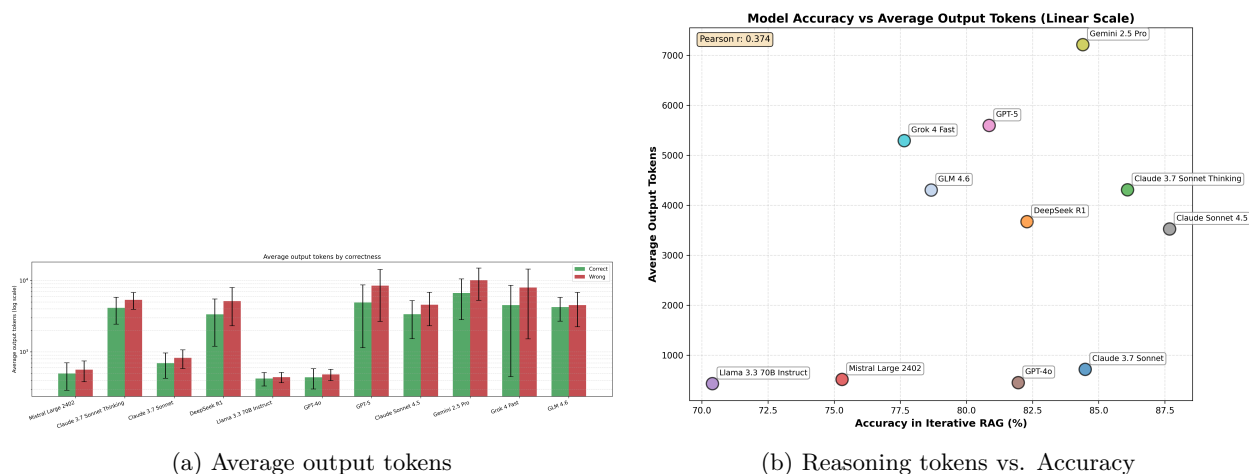 Average output tokens by correctness
Correct
Wrong
Average output tokens (log scale)
10⁴
10³
Mistral Large 2402
Claude 3.7 Sonnet Thinking
Claude 3.7 Sonnet
DeepSeek R1
Llama 3.3 70B Instruct
GPT-4o
GPT-5
Claude Sonnet 4.5
Gemini 2.5 Pro
Grok 4 Fast
GLM 4.6
(a) Average output tokens
Model Accuracy vs Average Output Tokens (Linear Scale)
Pearson r: 0.374
Average Output Tokens
7000
6000
5000
4000
3000
2000
1000
Gemini 2.5 Pro
GPT-5
Grok 4 Fast
GLM 4.6
Claude 3.7 Sonnet Thinking
DeepSeek R1
Claude Sonnet 4.5
Claude 3.7 Sonnet
Mistral Large 2402
GPT-4o
Llama 3.3 70B Instruct
70.0 72.5 75.0 77.5 80.0 82.5 85.0 87.5
Accuracy in Iterative RAG (%)
(b) Reasoning tokens vs. Accuracy